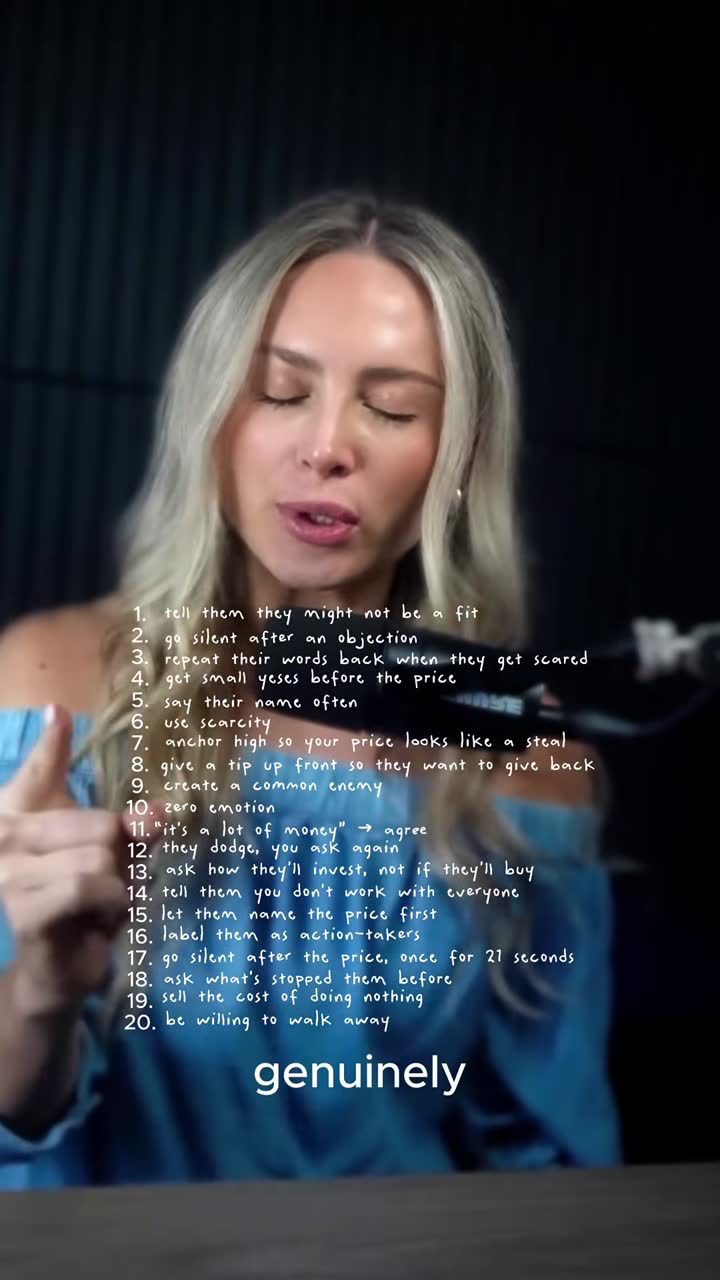 1. tell them they might not be a fit
2. go silent after an objection
3. repeat their words back when they get scared
4. get small yeses before the price
5. say their name often
6. use scarcity
7. anchor high so your price looks like a steal
8. give a tip up front so they want to give back
9. create a common enemy
10. zero emotion
11. "it's a lot of money" → agree
12. they dodge, you ask again
13. ask how they'll invest, not if they'll buy
14. tell them you don't work with everyone
15. let them name the price first
16. label them as action-takers
17. go silent after the price, once for 21 seconds
18. ask what's stopped them before
19. sell the cost of doing nothing
20. be willing to walk away
genuinely